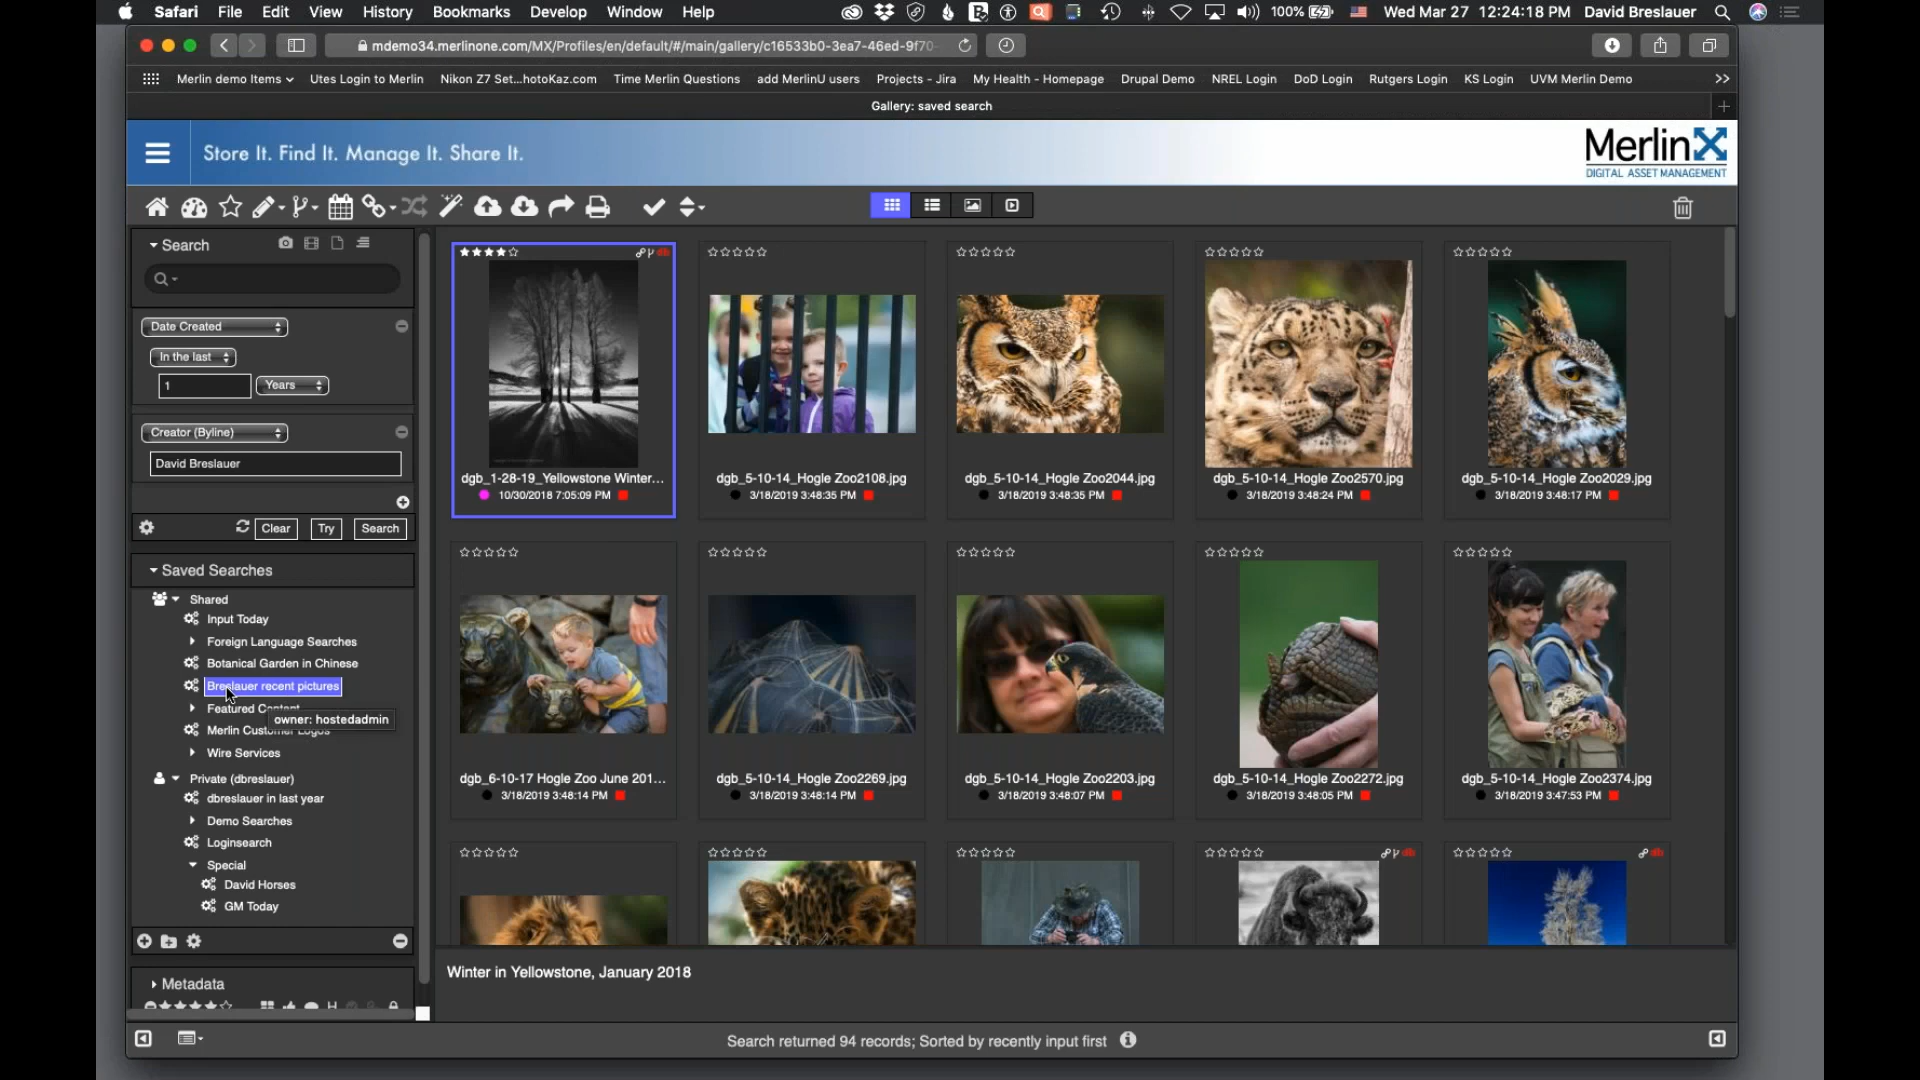 Safari File Edit View History Bookmarks Develop Window Help 100% Wed Mar 27 12:24:18 PM David Breslauer
mdemo34.merlinone.com/MX/Profiles/en/default/#/main/gallery/c16533b0-3ea7-46ed-9f70-
Merlin demo Items Utes Login to Merlin Nikon Z7 Set...hotoKaz.com Time Merlin Questions add MerlinU users Projects - Jira My Health - Homepage Drupal Demo NREL Login DoD Login Rutgers Login KS Login UVM Merlin Demo
Gallery: saved search
Store It. Find It. Manage It. Share It.
MerlinX
DIGITAL ASSET MANAGEMENT
Search
Date Created
In the last
1 Years
Creator (Byline)
David Breslauer
Clear Try Search
Saved Searches
Shared
Input Today
Foreign Language Searches
Botanical Garden in Chinese
Breslauer recent pictures
Featured Content
owner: hostedadmin
Merlin Customer Logos
Wire Services
Private (dbreslauer)
dbreslauer in last year
Demo Searches
Loginsearch
Special
David Horses
GM Today
Metadata
dgb_1-28-19_Yellowstone Winter...
10/30/2018 7:05:09 PM
dgb_5-10-14_Hogle Zoo2108.jpg
3/18/2019 3:48:35 PM
dgb_5-10-14_Hogle Zoo2044.jpg
3/18/2019 3:48:35 PM
dgb_5-10-14_Hogle Zoo2570.jpg
3/18/2019 3:48:24 PM
dgb_5-10-14_Hogle Zoo2029.jpg
3/18/2019 3:48:17 PM
dgb_6-10-17 Hogle Zoo June 201...
3/18/2019 3:48:14 PM
dgb_5-10-14_Hogle Zoo2269.jpg
3/18/2019 3:48:14 PM
dgb_5-10-14_Hogle Zoo2203.jpg
3/18/2019 3:48:07 PM
dgb_5-10-14_Hogle Zoo2272.jpg
3/18/2019 3:48:05 PM
dgb_5-10-14_Hogle Zoo2374.jpg
3/18/2019 3:47:53 PM
Winter in Yellowstone, January 2018
Search returned 94 records; Sorted by recently input first